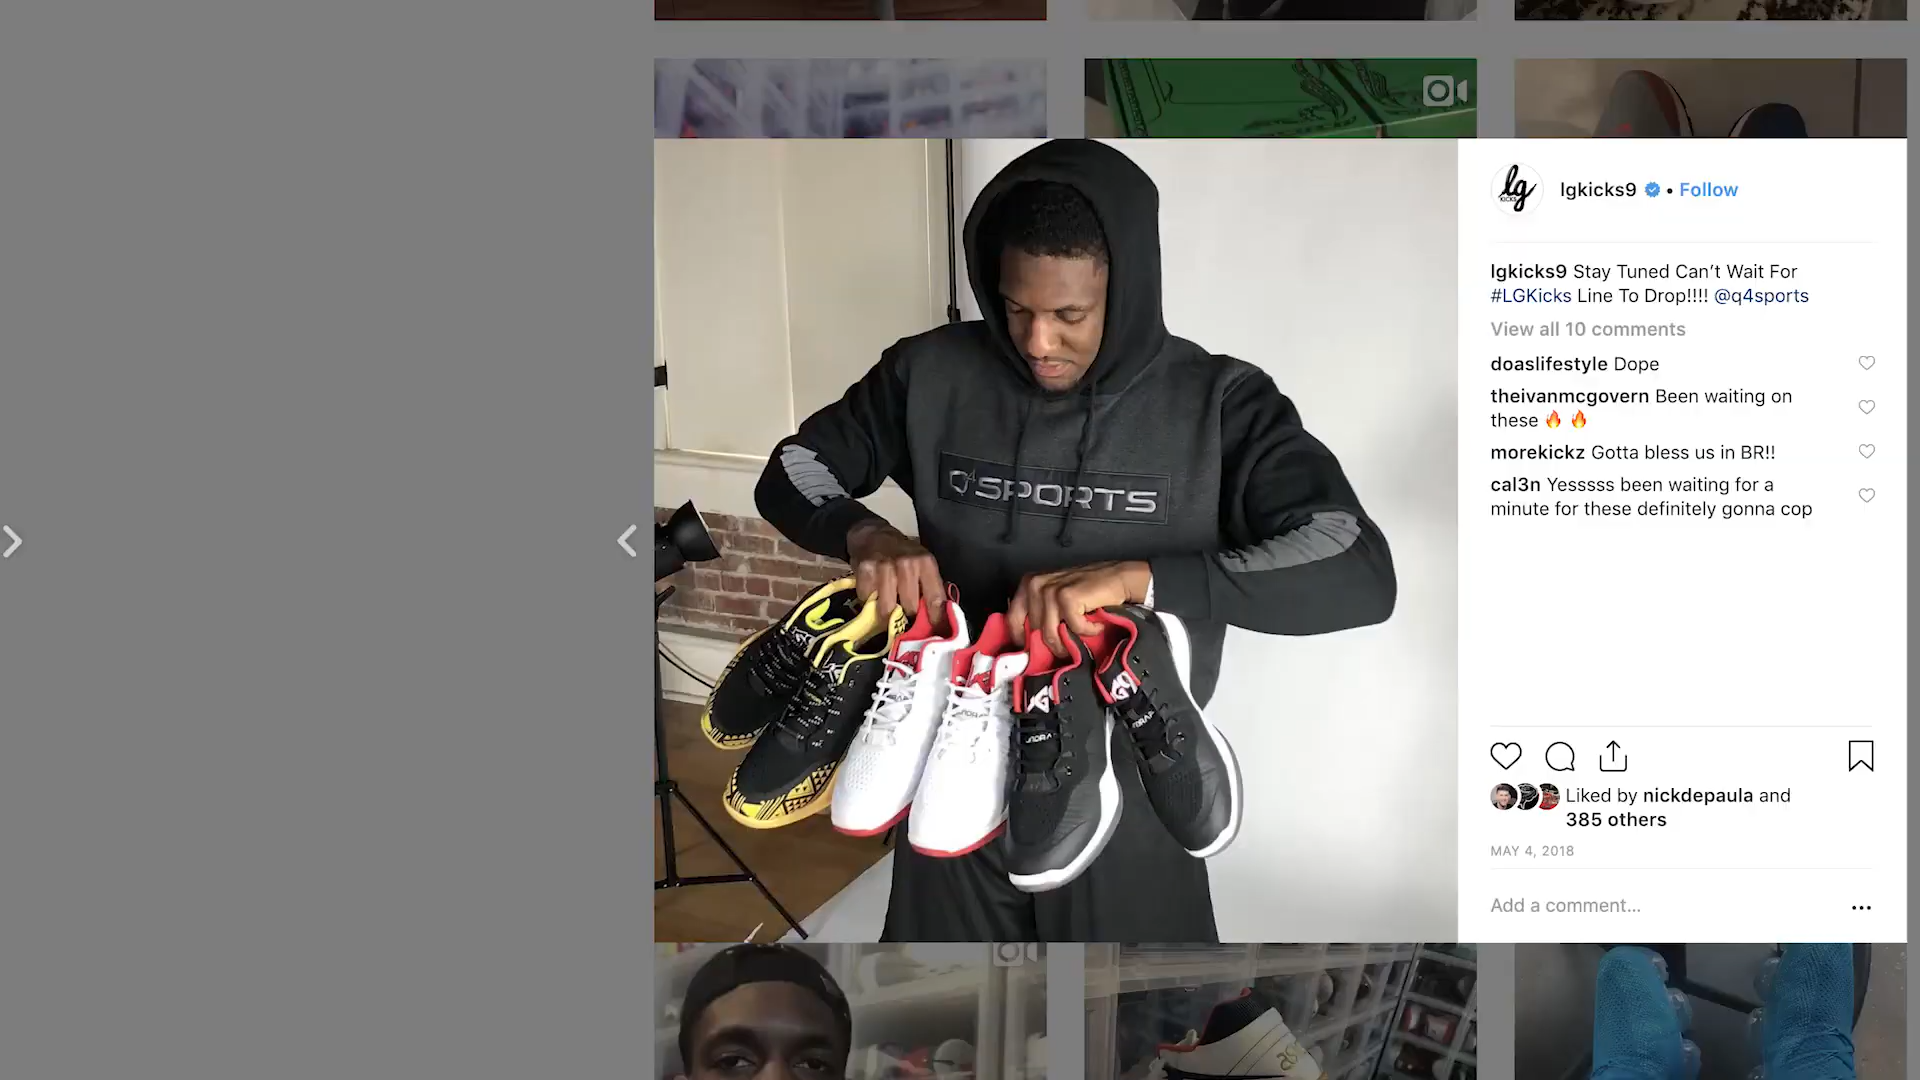 lgkicks9 • Follow
lgkicks9 Stay Tuned Can’t Wait For
#LGKicks Line To Drop!!!! @q4sports
View all 10 comments
doaslifestyle Dope
theivanmcgovern Been waiting on
these 🔥 🔥
morekickz Gotta bless us in BR!!
cal3n Yesssss been waiting for a
minute for these definitely gonna cop
Liked by nickdepaula and
385 others
MAY 4, 2018
Add a comment...
Q4SPORTS
lg
KICKS